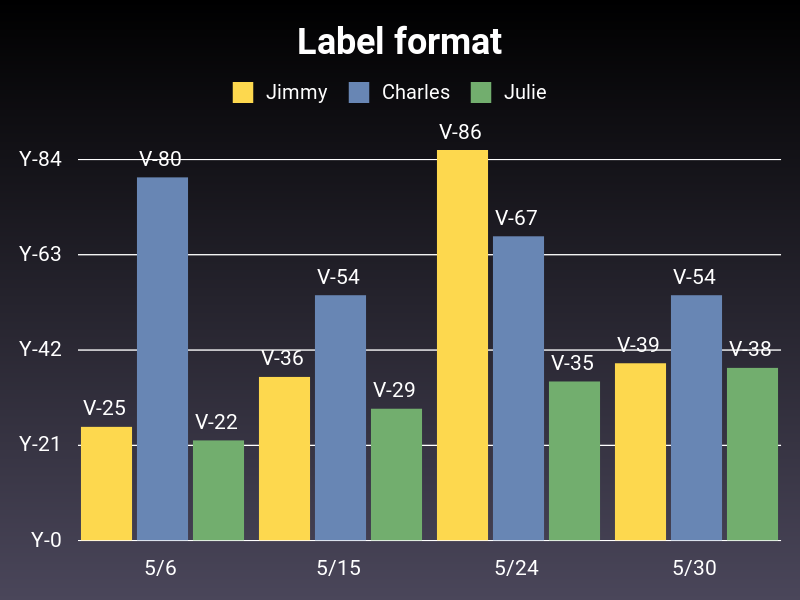 Label format
Jimmy Charles Julie
V-86
Y-84 V-80
V-67
Y-63
V-54 V-54
Y-42 V-36 V-39 V-38
V-35
V-29
V-25
V-22
Y-21
Y-0
5/6 5/15 5/24 5/30